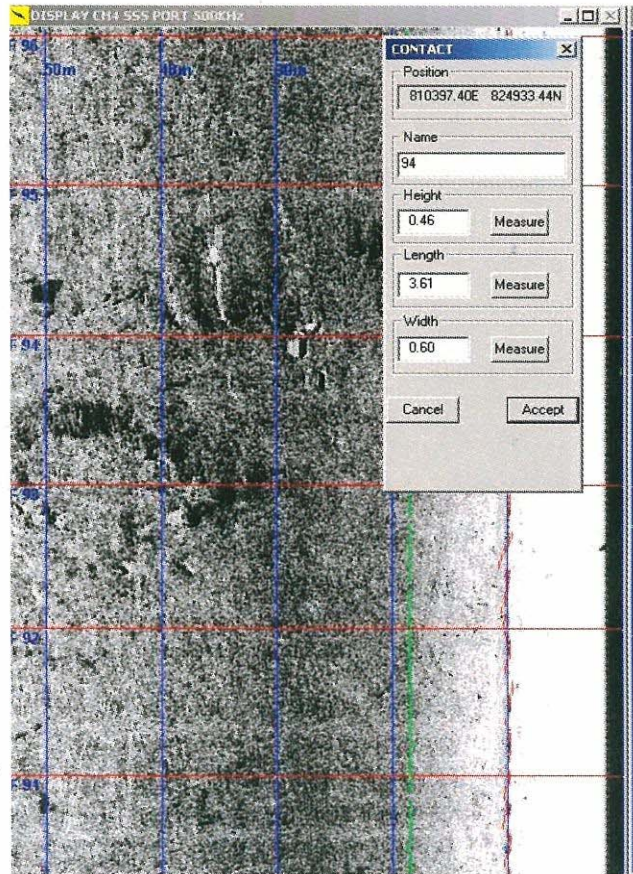 DISPLAY CH4 SSS PORT 500KHz
96
50m
CONTACT
Position
810397.40E 824933.44N
Name
94
95
Height
0.46 Measure
Length
3.61 Measure
94
Width
0.60 Measure
Cancel Accept
93
92
91